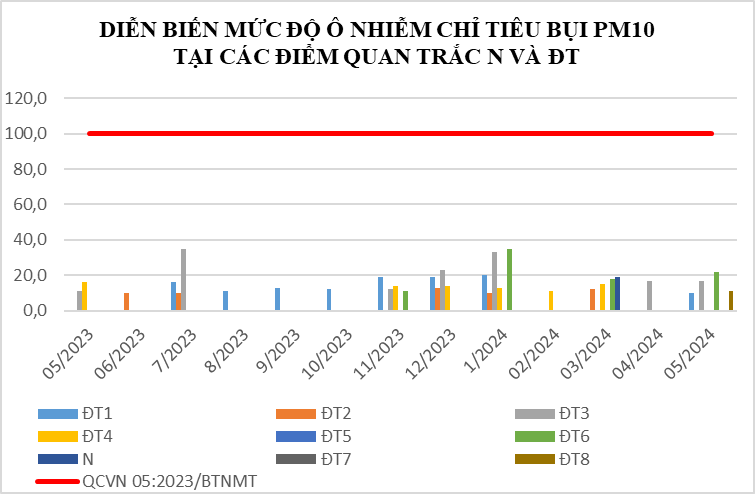 DIỄN BIẾN MỨC ĐỘ Ô NHIỄM CHỈ TIÊU BỤI PM10
TẠI CÁC ĐIỂM QUAN TRẮC N VÀ ĐT
120,0
100,0
80,0
60,0
40,0
20,0
0,0
05/2023 06/2023 7/2023 8/2023 9/2023 10/2023 11/2023 12/2023 1/2024 02/2024 03/2024 04/2024 05/2024
ĐT1 ĐT2 ĐT3
ĐT4 ĐT5 ĐT6
N ĐT7 ĐT8
QCVN 05:2023/BTNMT